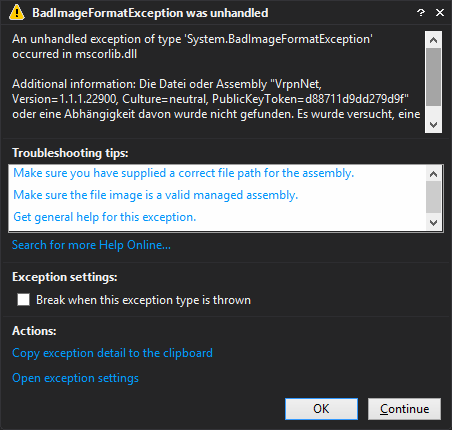 BadImageFormatException was unhandled
An unhandled exception of type 'System.BadImageFormatException'
occurred in mscorlib.dll
Additional information: Die Datei oder Assembly "VrpnNet,
Version=1.1.1.22900, Culture=neutral, PublicKeyToken=d88711d9dd279d9f"
oder eine Abhängigkeit davon wurde nicht gefunden. Es wurde versucht, eine
Troubleshooting tips:
Make sure you have supplied a correct file path for the assembly.
Make sure the file image is a valid managed assembly.
Get general help for this exception.
Search for more Help Online...
Exception settings:
Break when this exception type is thrown
Actions:
Copy exception detail to the clipboard
Open exception settings
OK
Continue